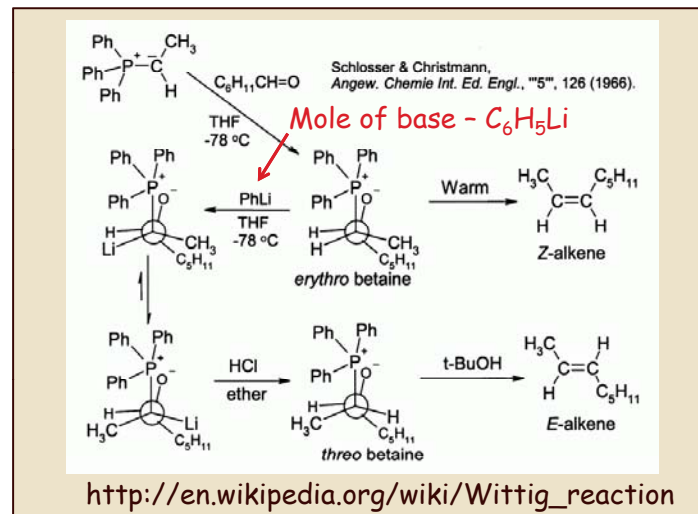 Ph
CH₃
Ph
P⁺
C⁻
Ph
H
C₆H₁₁CH=O
Schlosser & Christmann,
Angew. Chemie Int. Ed. Engl., '"5'", 126 (1966).
THF
-78 °C
Mole of base – C₆H₅Li
Ph
Ph
Ph
P⁺
O⁻
H
Li
CH₃
C₅H₁₁
PhLi
THF
-78 °C
Ph
Ph
Ph
P⁺
O⁻
H
H
CH₃
C₅H₁₁
erythro betaine
Warm
H₃C
C₅H₁₁
C=C
H
H
Z-alkene
Ph
Ph
Ph
P⁺
O⁻
H
Li
H₃C
C₅H₁₁
HCl
ether
Ph
Ph
Ph
P⁺
O⁻
H
H
H₃C
C₅H₁₁
threo betaine
t-BuOH
H₃C
H
C=C
H
C₅H₁₁
E-alkene
http://en.wikipedia.org/wiki/Wittig_reaction